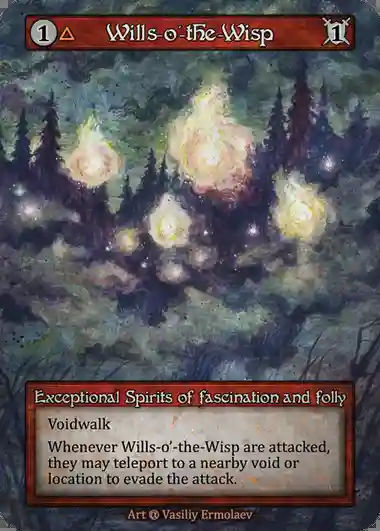 1 Wills-o'-the-Wisp 1
Exceptional Spirits of fascination and folly
Voidwalk
Whenever Wills-o'-the-Wisp are attacked,
they may teleport to a nearby void or
location to evade the attack.
Art @ Vasiliy Ermolaev